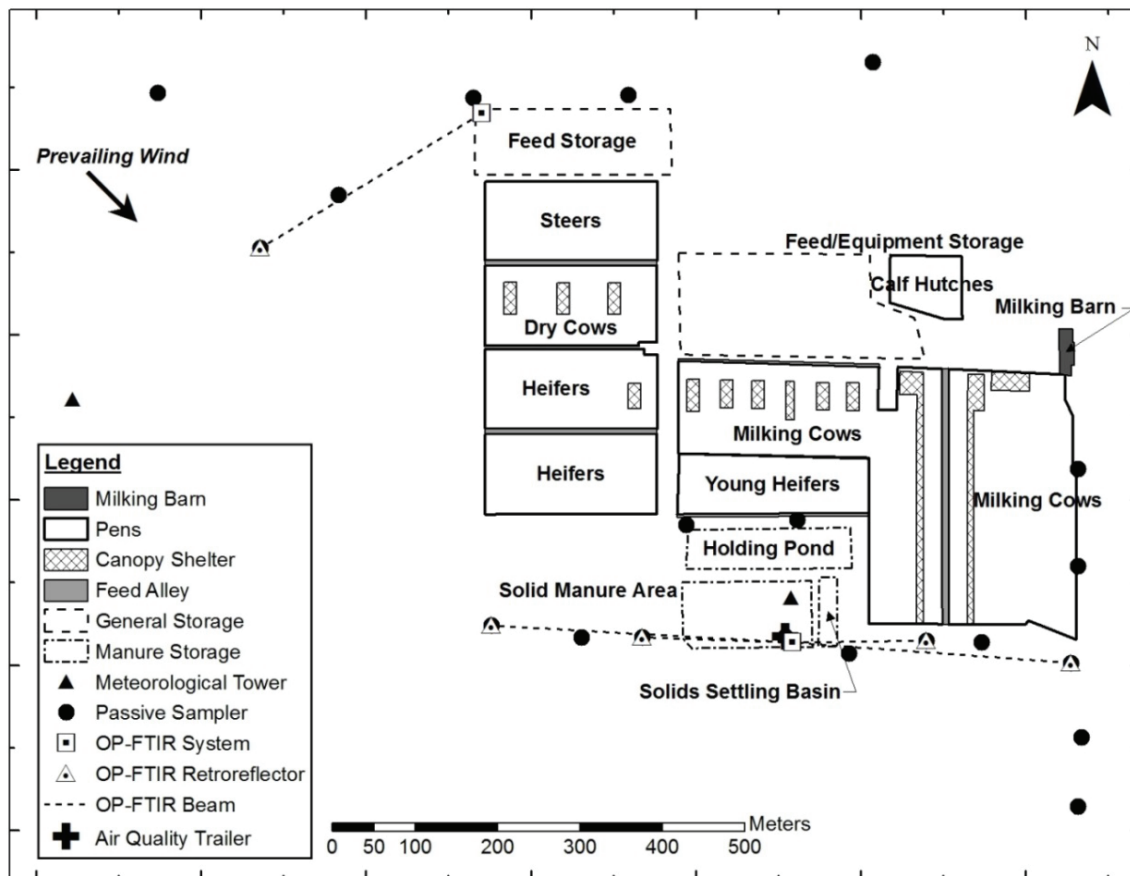 N
Prevailing Wind
Feed Storage
Steers
Feed/Equipment Storage
Calf Hutches
Milking Barn
Dry Cows
Heifers
Milking Cows
Heifers
Young Heifers
Milking Cows
Holding Pond
Solid Manure Area
Solids Settling Basin
Legend
Milking Barn
Pens
Canopy Shelter
Feed Alley
General Storage
Manure Storage
Meteorological Tower
Passive Sampler
OP-FTIR System
OP-FTIR Retroreflector
OP-FTIR Beam
Air Quality Trailer
Meters
0 50 100 200 300 400 500